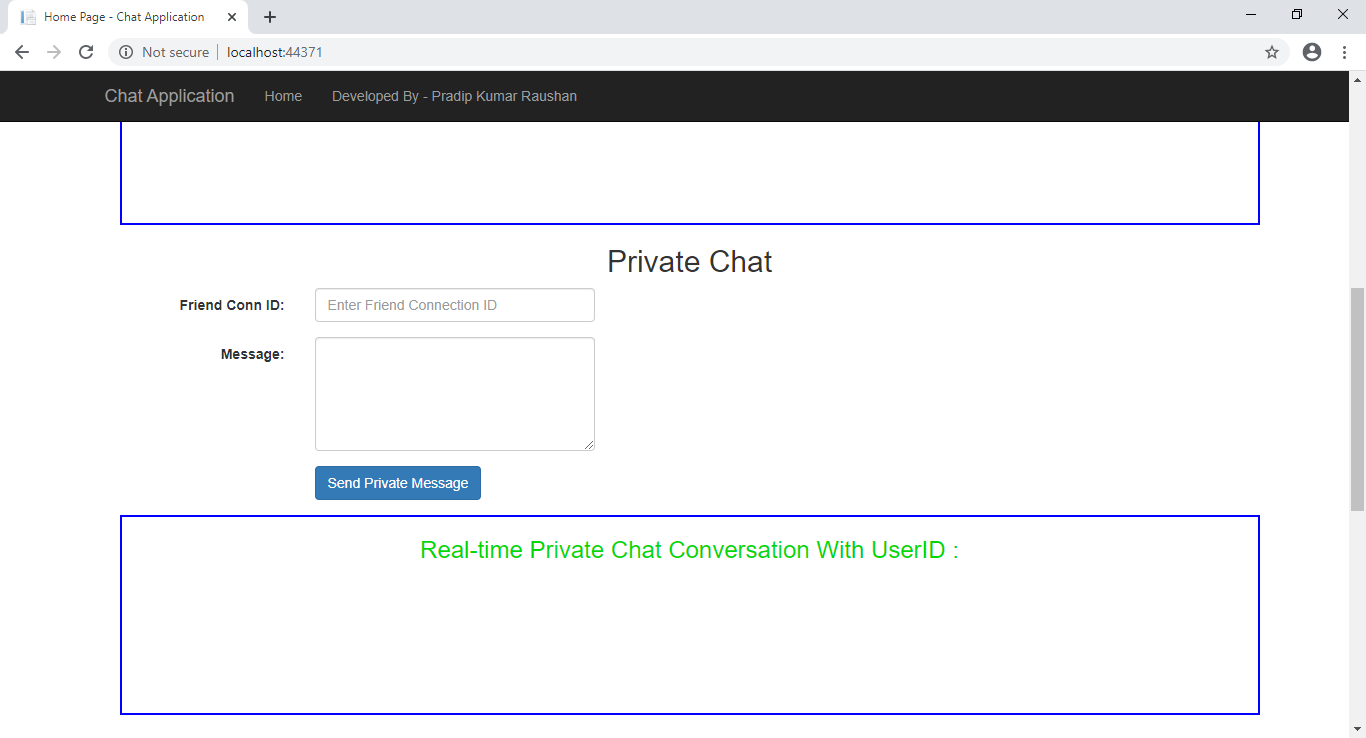 Home Page - Chat Application
Not secure localhost:44371
Chat Application Home Developed By - Pradip Kumar Raushan
Private Chat
Friend Conn ID: Enter Friend Connection ID
Message:
Send Private Message
Real-time Private Chat Conversation With UserID :